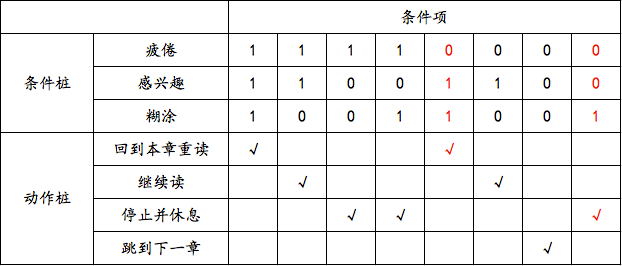 条件项
条件桩 疲倦 1 1 1 1 0 0 0 0
感兴趣 1 1 0 0 1 1 0 0
糊涂 1 0 0 1 1 0 0 1
动作桩 回到本章重读 √ √
继续读 √ √
停止并休息 √ √ √
跳到下一章 √